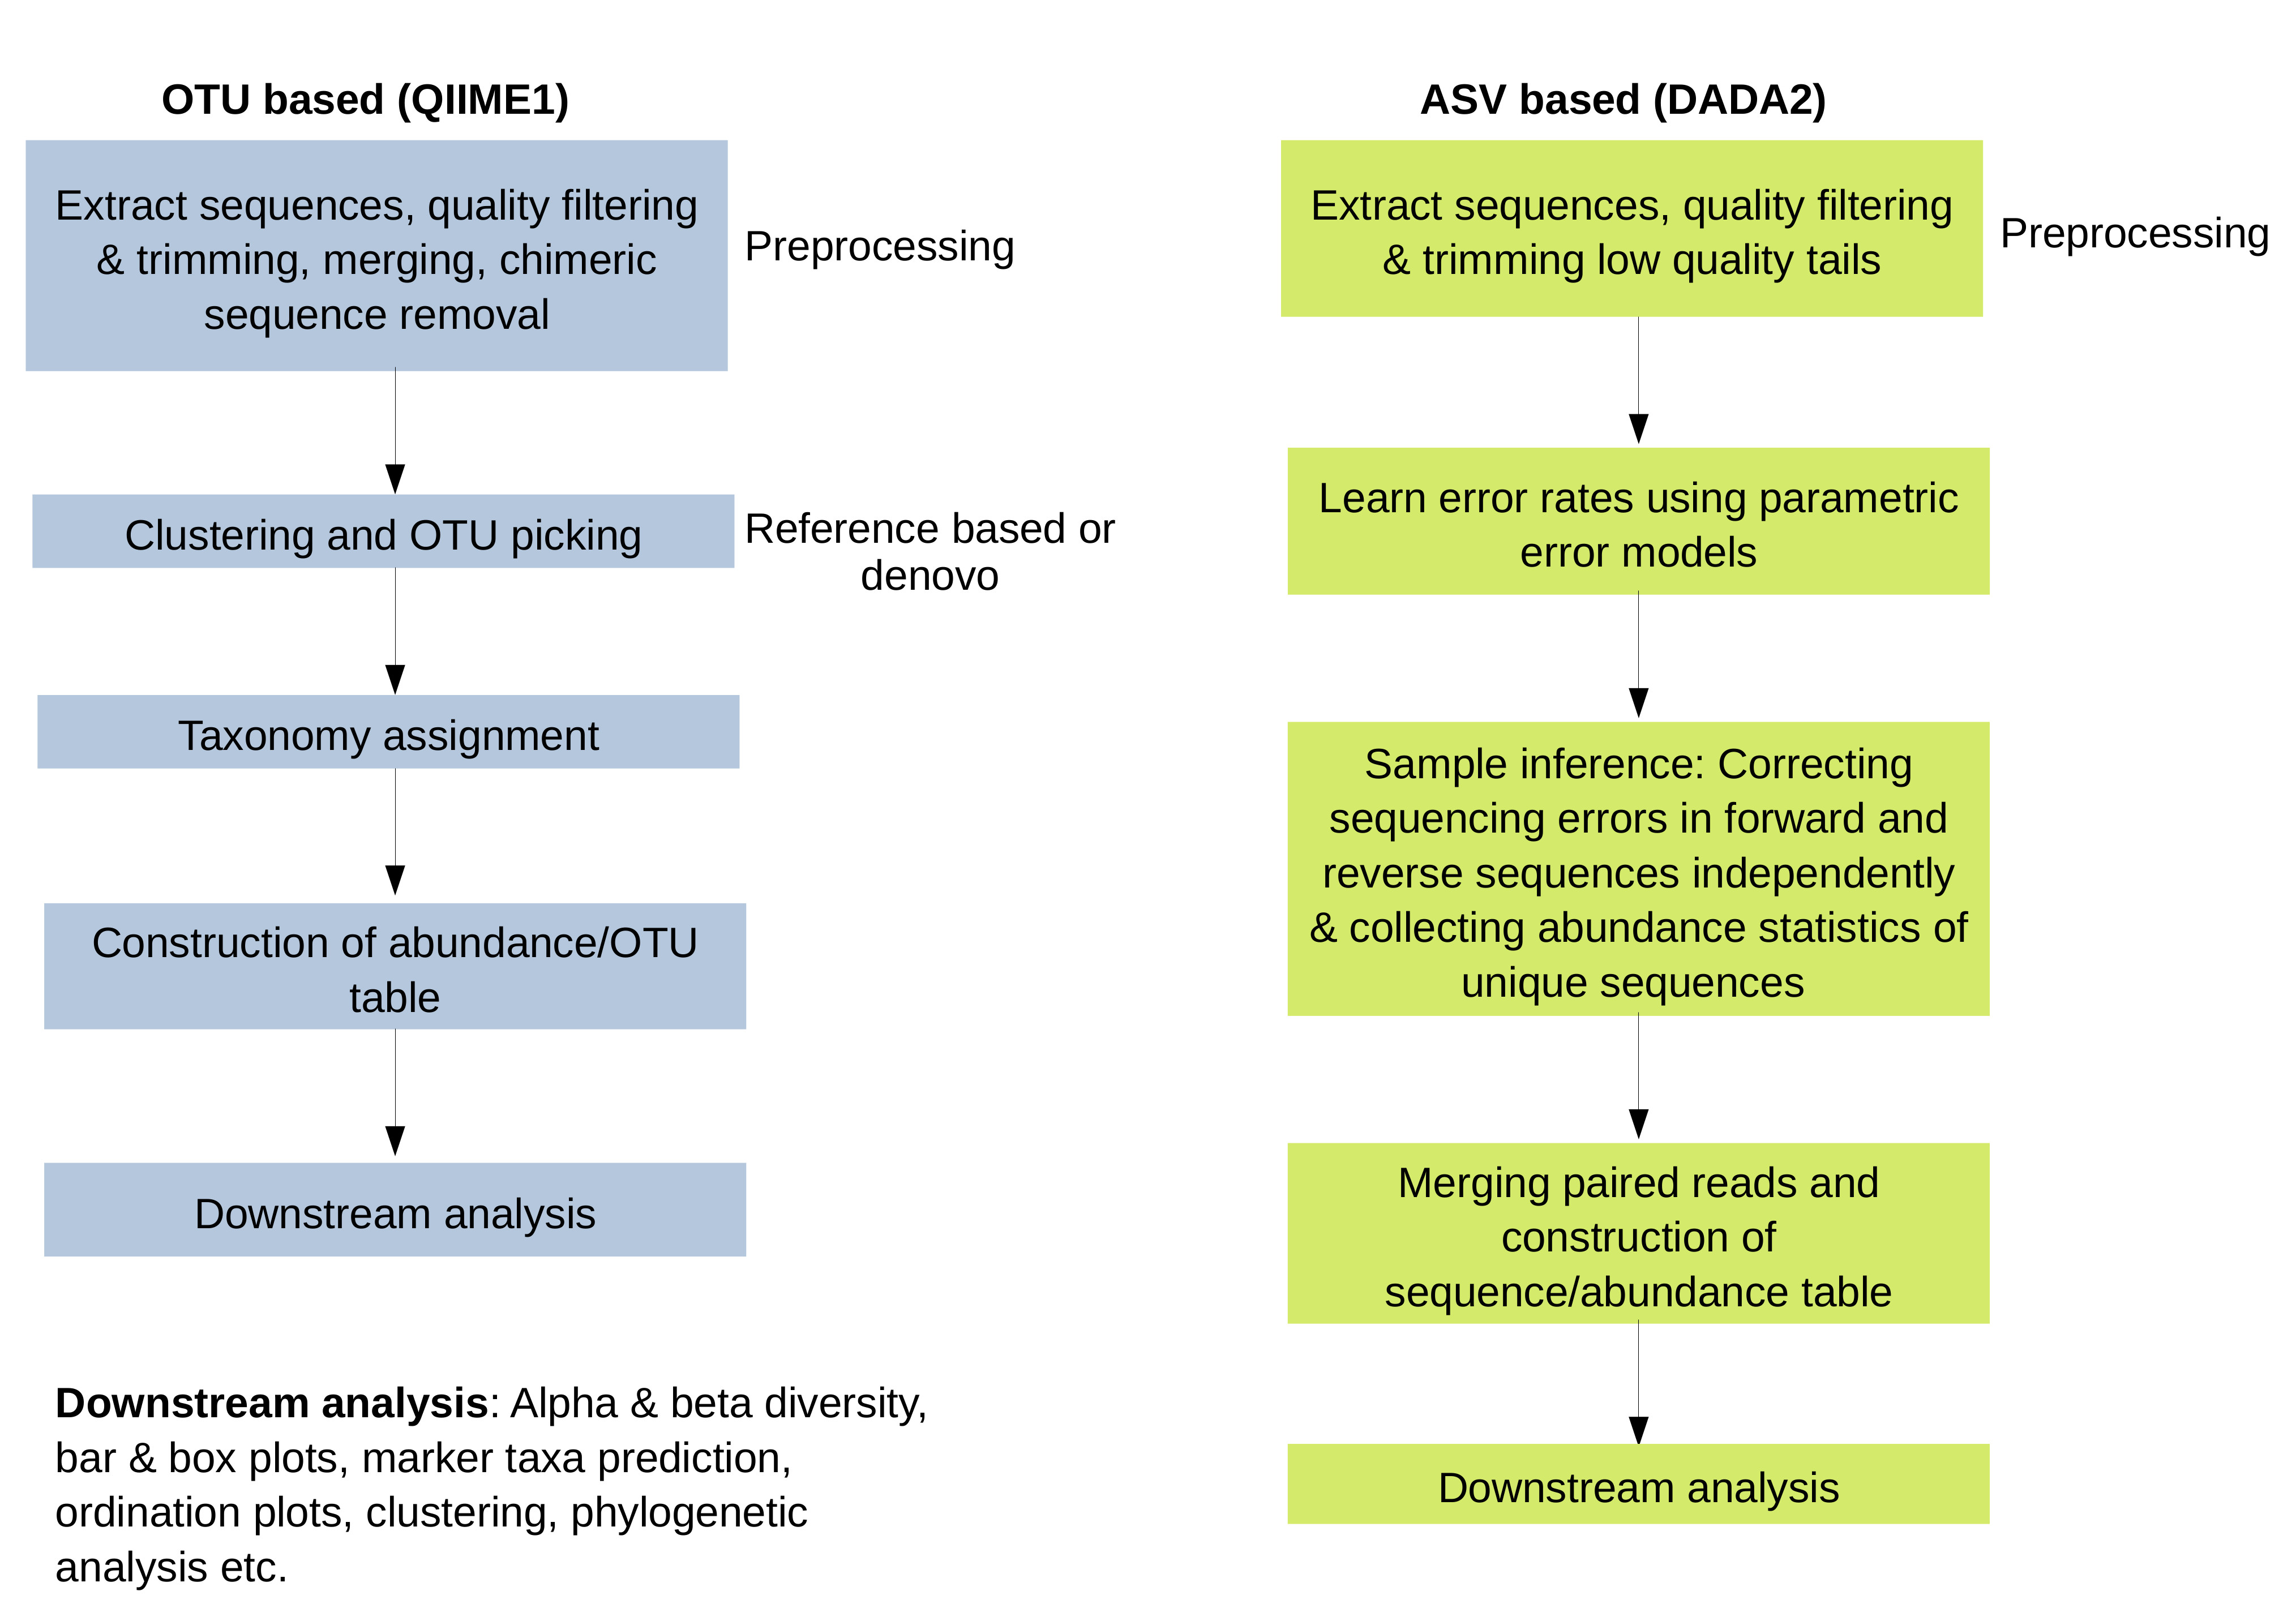 OTU based (QIIME1)
Extract sequences, quality filtering
& trimming, merging, chimeric
sequence removal
Preprocessing
Clustering and OTU picking
Reference based or
denovo
Taxonomy assignment
Construction of abundance/OTU
table
Downstream analysis
Downstream analysis: Alpha & beta diversity,
bar & box plots, marker taxa prediction,
ordination plots, clustering, phylogenetic
analysis etc.
ASV based (DADA2)
Extract sequences, quality filtering
& trimming low quality tails
Preprocessing
Learn error rates using parametric
error models
Sample inference: Correcting
sequencing errors in forward and
reverse sequences independently
& collecting abundance statistics of
unique sequences
Merging paired reads and
construction of
sequence/abundance table
Downstream analysis